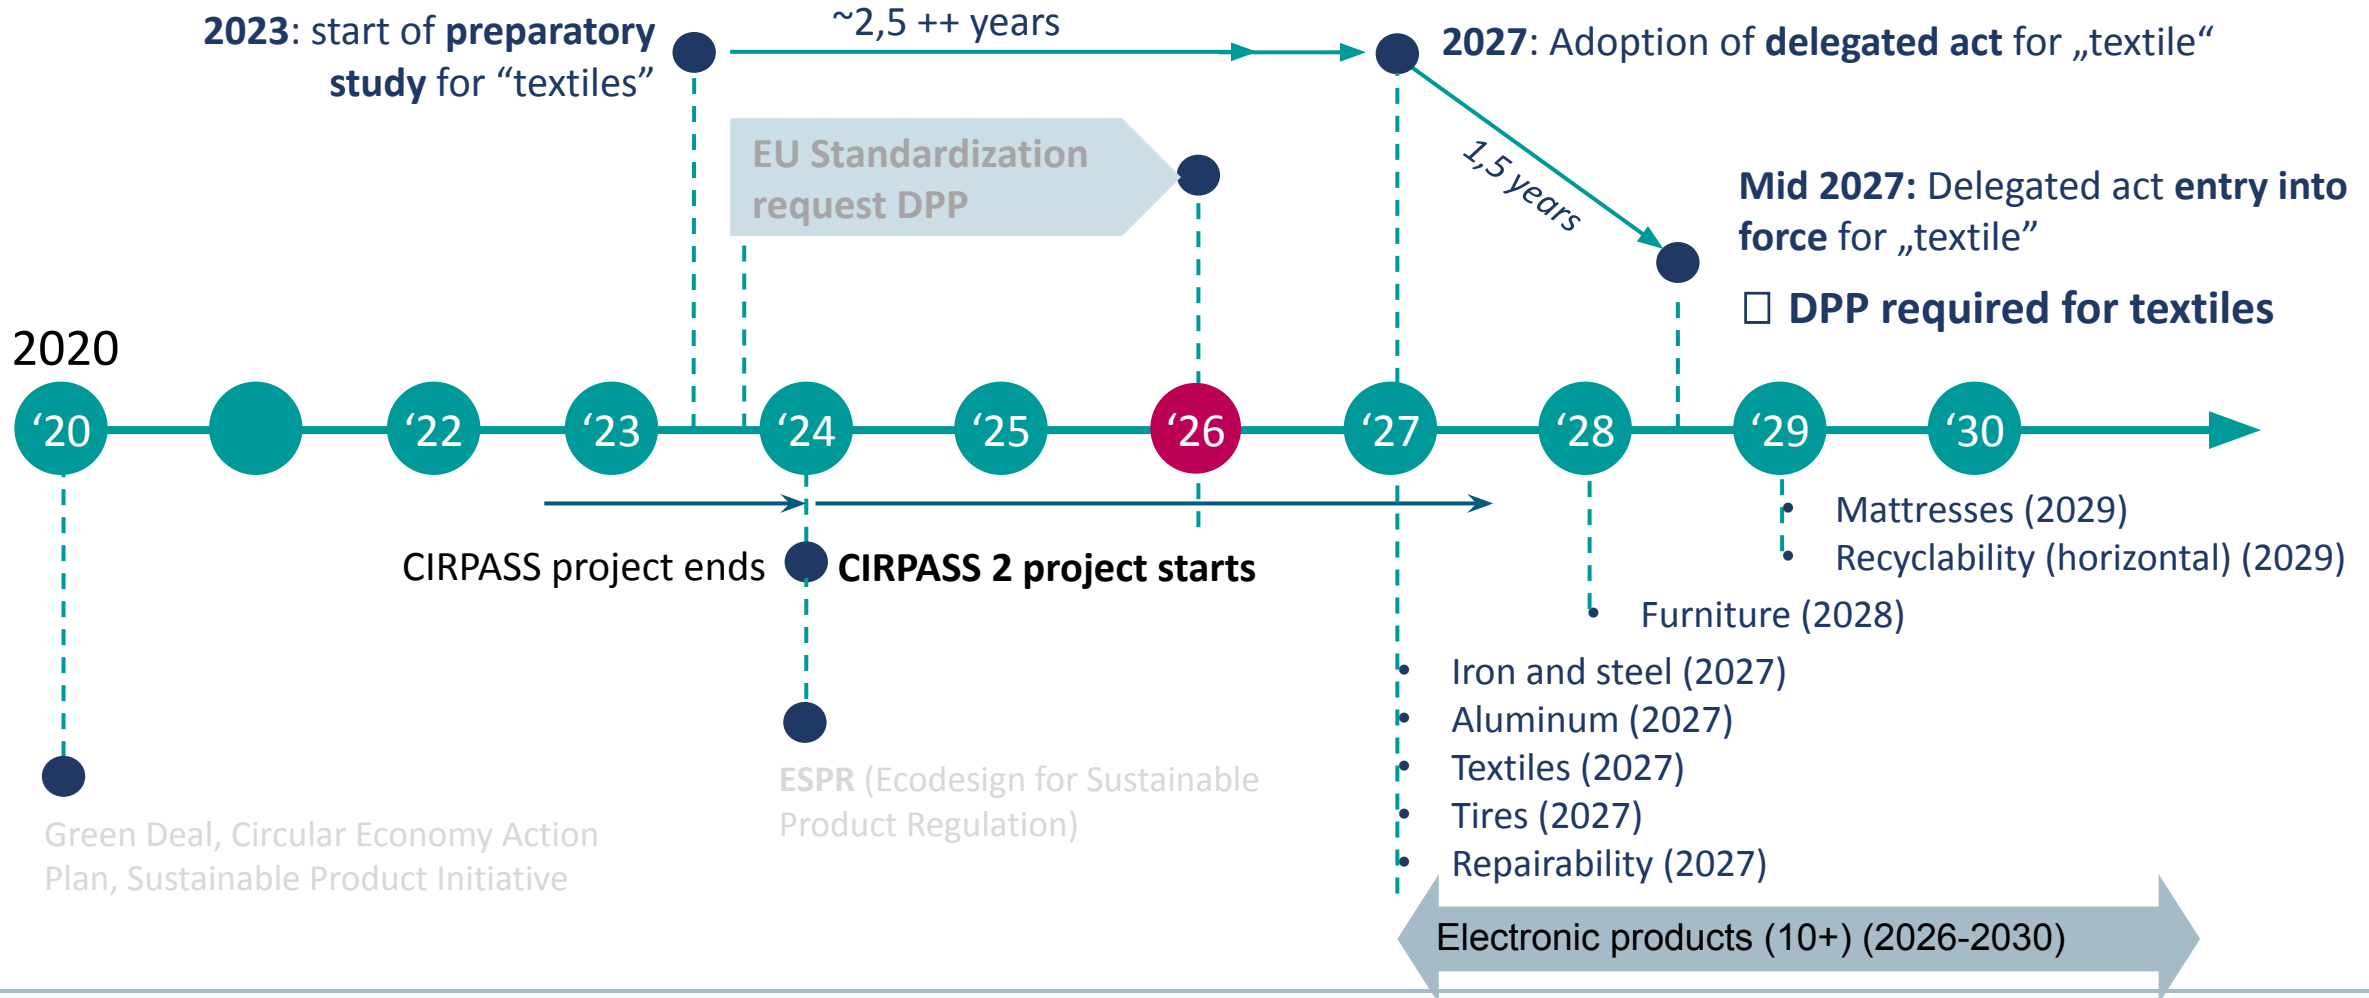 2023: start of preparatory
study for “textiles”
~2,5 ++ years
2027: Adoption of delegated act for „textile“
EU Standardization
request DPP
1,5 years
Mid 2027: Delegated act entry into
force for „textile”
□ DPP required for textiles
2020
‘20
‘22
‘23
‘24
‘25
‘26
‘27
‘28
‘29
‘30
CIRPASS project ends
CIRPASS 2 project starts
• Mattresses (2029)
• Recyclability (horizontal) (2029)
• Furniture (2028)
• Iron and steel (2027)
• Aluminum (2027)
• Textiles (2027)
• Tires (2027)
• Repairability (2027)
ESPR (Ecodesign for Sustainable
Product Regulation)
Green Deal, Circular Economy Action
Plan, Sustainable Product Initiative
Electronic products (10+) (2026-2030)